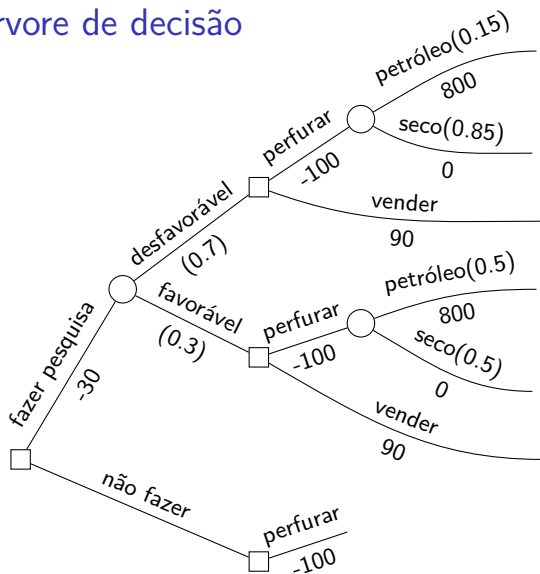 rvore de decisão
petróleo(0.15)
800
perfurar
-100
seco(0.85)
0
desfavorável
(0.7)
vender
90
favorável
(0.3)
perfurar
-100
petróleo(0.5)
800
seco(0.5)
0
vender
90
fazer pesquisa
-30
não fazer
perfurar
-100